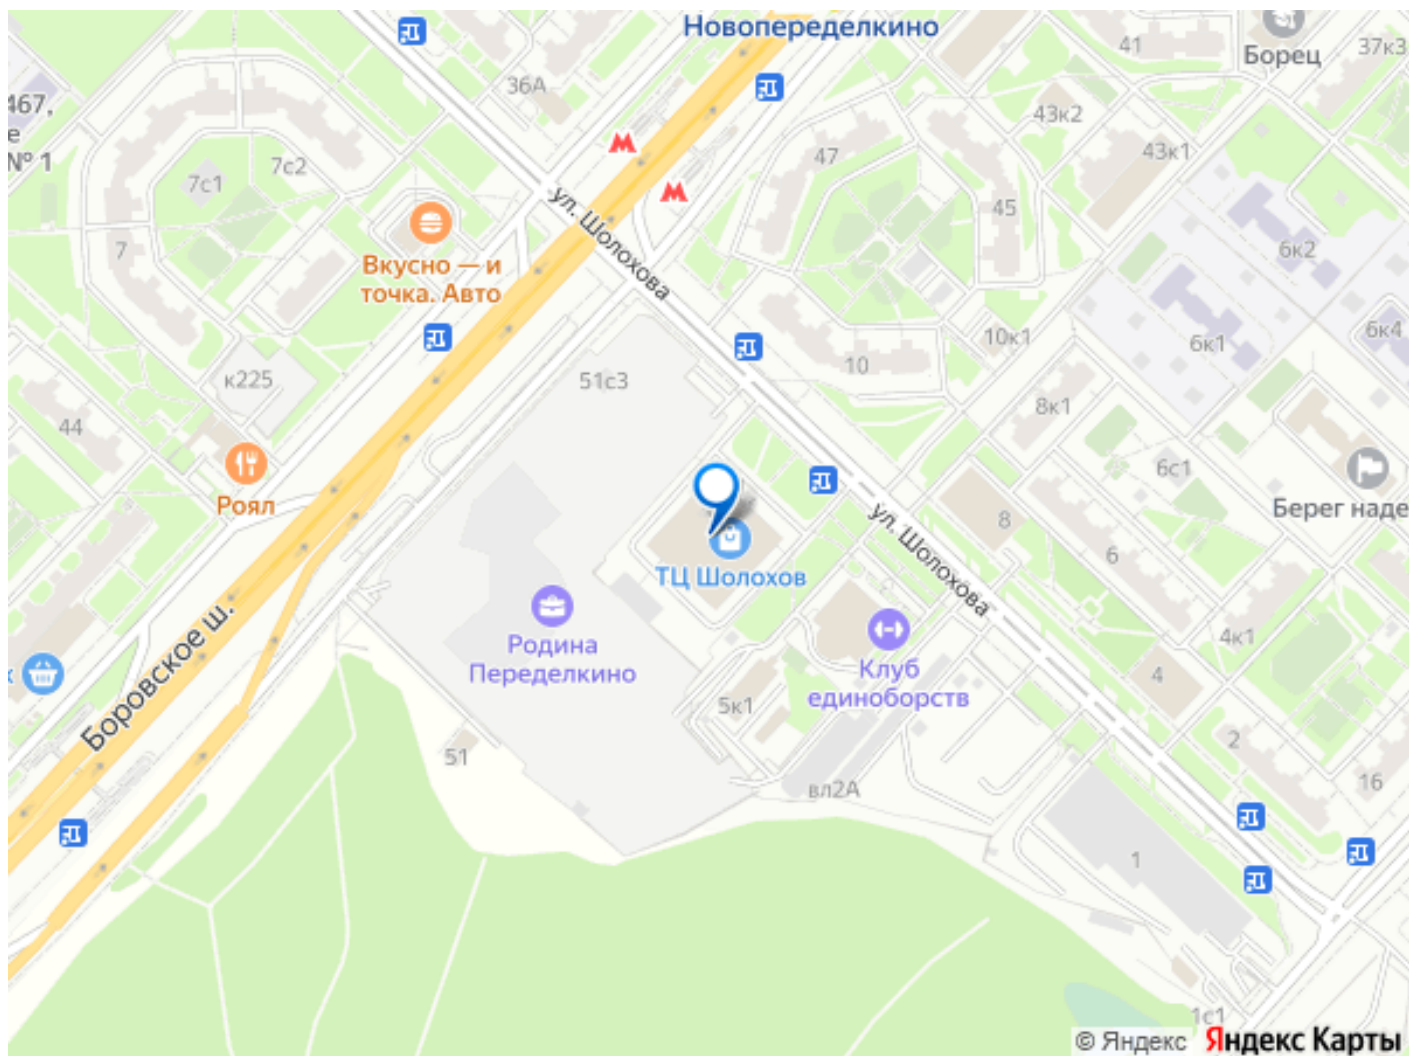 Новопеределкино
41
Борец
37к3
36А
467,
е
№ 1
43к2
43к1
47
7с2
7с1
45
7
6к2
ул. Шолохова
Вкусно — и
точка. Авто
10к1
6к1
6к4
10
к225
51с3
8к1
44
6с1
Роял
Берег наде
8
ул. Шолохова
6
ТЦ Шолохов
Родина
Переделкино
Боровское ш.
Клуб
единоборств
4к1
4
к
5к1
2
51
вл2А
16
1
1с1
© Яндекс Яндекс Карты